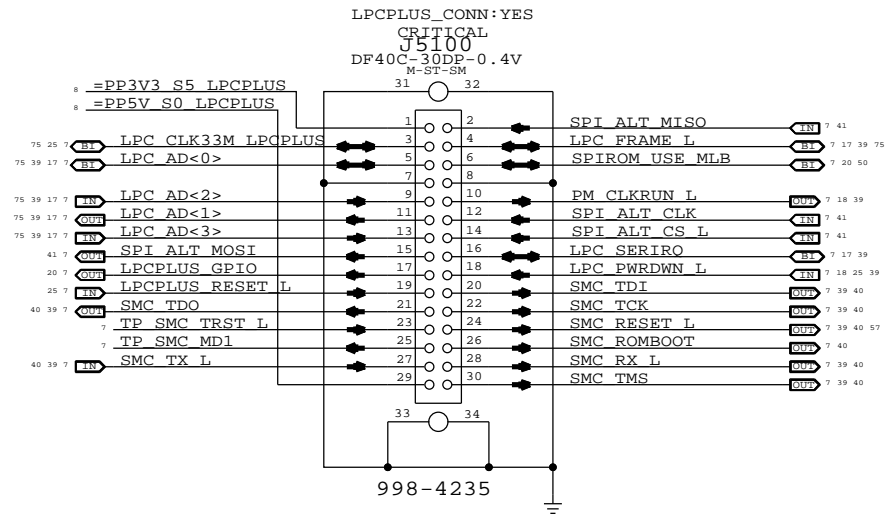 LPCPLUS_CONN:YES
CRITICAL
J5100
DF40C-30DP-0.4V
M-ST-SM
31 32
8 =PP3V3_S5_LPCPLUS
8 =PP5V_S0_LPCPLUS
1 2 SPI_ALT_MISO IN 7 41
75 25 7 BI LPC_CLK33M_LPCPLUS 3 4 LPC_FRAME_L BI 7 17 39 75
75 39 17 7 BI LPC_AD<0> 5 6 SPIROM_USE_MLB BI 7 20 50
7 8
75 39 17 7 IN LPC_AD<2> 9 10 PM_CLKRUN_L OUT 7 18 39
75 39 17 7 OUT LPC_AD<1> 11 12 SPI_ALT_CLK IN 7 41
75 39 17 7 IN LPC_AD<3> 13 14 SPI_ALT_CS_L IN 7 41
41 7 OUT SPI_ALT_MOSI 15 16 LPC_SERIRQ BI 7 17 39
20 7 OUT LPCPLUS_GPIO 17 18 LPC_PWRDWN_L IN 7 18 25 39
25 7 IN LPCPLUS_RESET_L 19 20 SMC_TDI OUT 7 39 40
40 39 7 OUT SMC_TDO 21 22 SMC_TCK OUT 7 39 40
7 TP_SMC_TRST_L 23 24 SMC_RESET_L OUT 7 39 40 57
7 TP_SMC_MD1 25 26 SMC_ROMBOOT OUT 7 40
40 39 7 IN SMC_TX_L 27 28 SMC_RX_L OUT 7 39 40
29 30 SMC_TMS OUT 7 39 40
33 34
998-4235